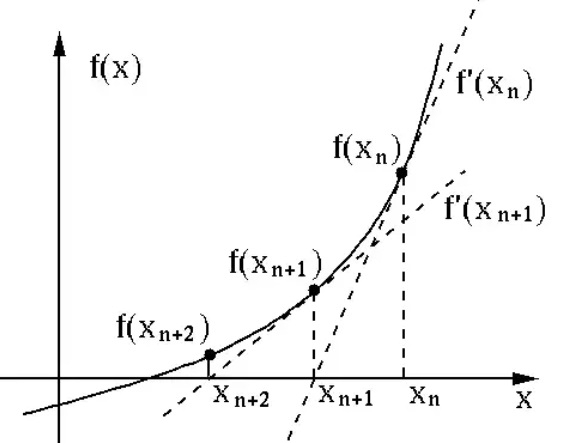 f(x)
f'(xn)
f(xn)
f'(xn+1)
f(xn+1)
f(xn+2)
xn+2
xn+1
xn
x